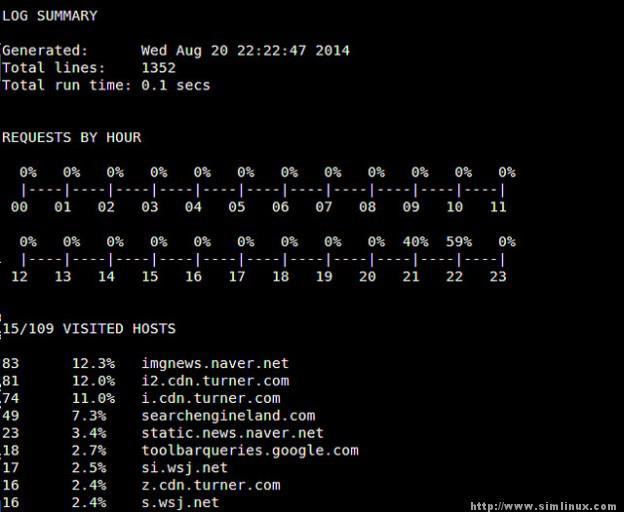 LOG SUMMARY
Generated:      Wed Aug 20 22:22:47 2014
Total lines:    1352
Total run time: 0.1 secs
REQUESTS BY HOUR
  0%   0%   0%   0%   0%   0%   0%   0%   0%   0%   0%   0%
  |----|----|----|----|----|----|----|----|----|----|----|
 00   01   02   03   04   05   06   07   08   09   10   11
  0%   0%   0%   0%   0%   0%   0%   0%   0%  40%  59%   0%
  |----|----|----|----|----|----|----|----|----|----|----|
 12   13   14   15   16   17   18   19   20   21   22   23
15/109 VISITED HOSTS
83      12.3%   imgnews.naver.net
81      12.0%   i2.cdn.turner.com
74      11.0%   i.cdn.turner.com
49      7.3%    searchengineland.com
23      3.4%    static.news.naver.net
18      2.7%    toolbarqueries.google.com
17      2.5%    si.wsj.net
16      2.4%    z.cdn.turner.com
16      2.4%    s.wsj.net
http://www.simlinux.com